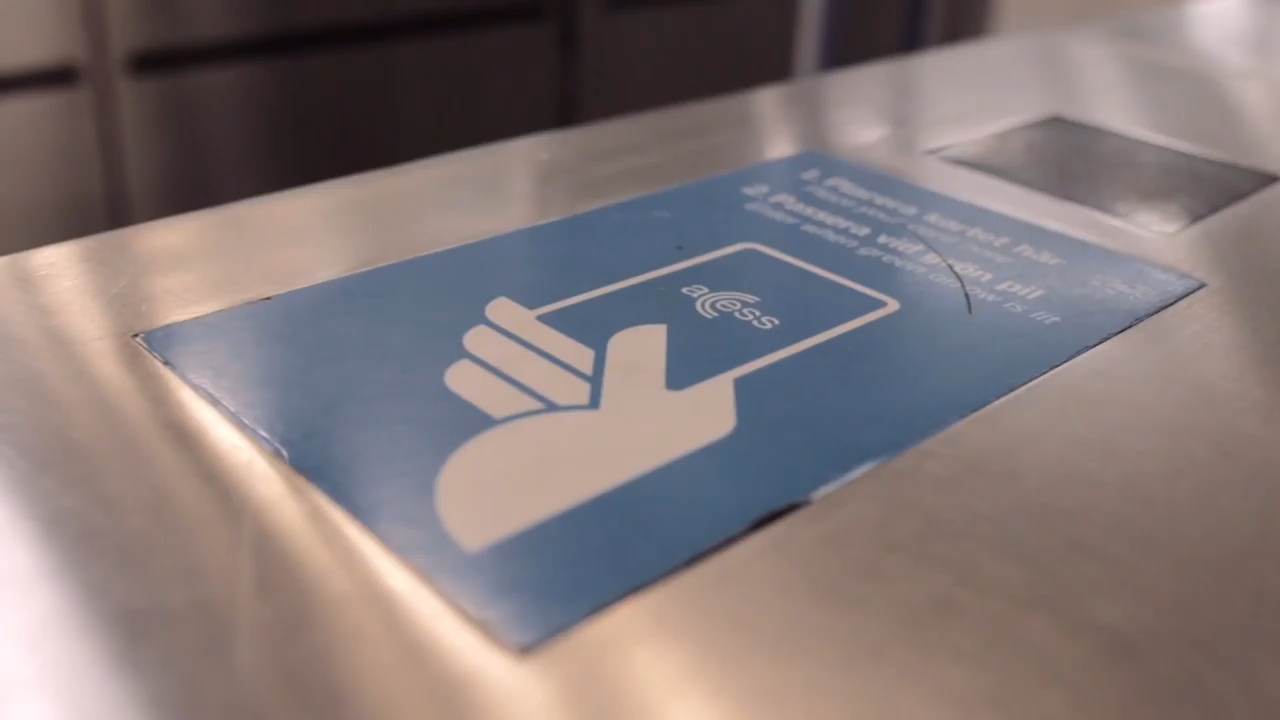 1. Placera kortet här
Place your card here
2. Passera vid grön pil
Enter when green arrow is lit
access